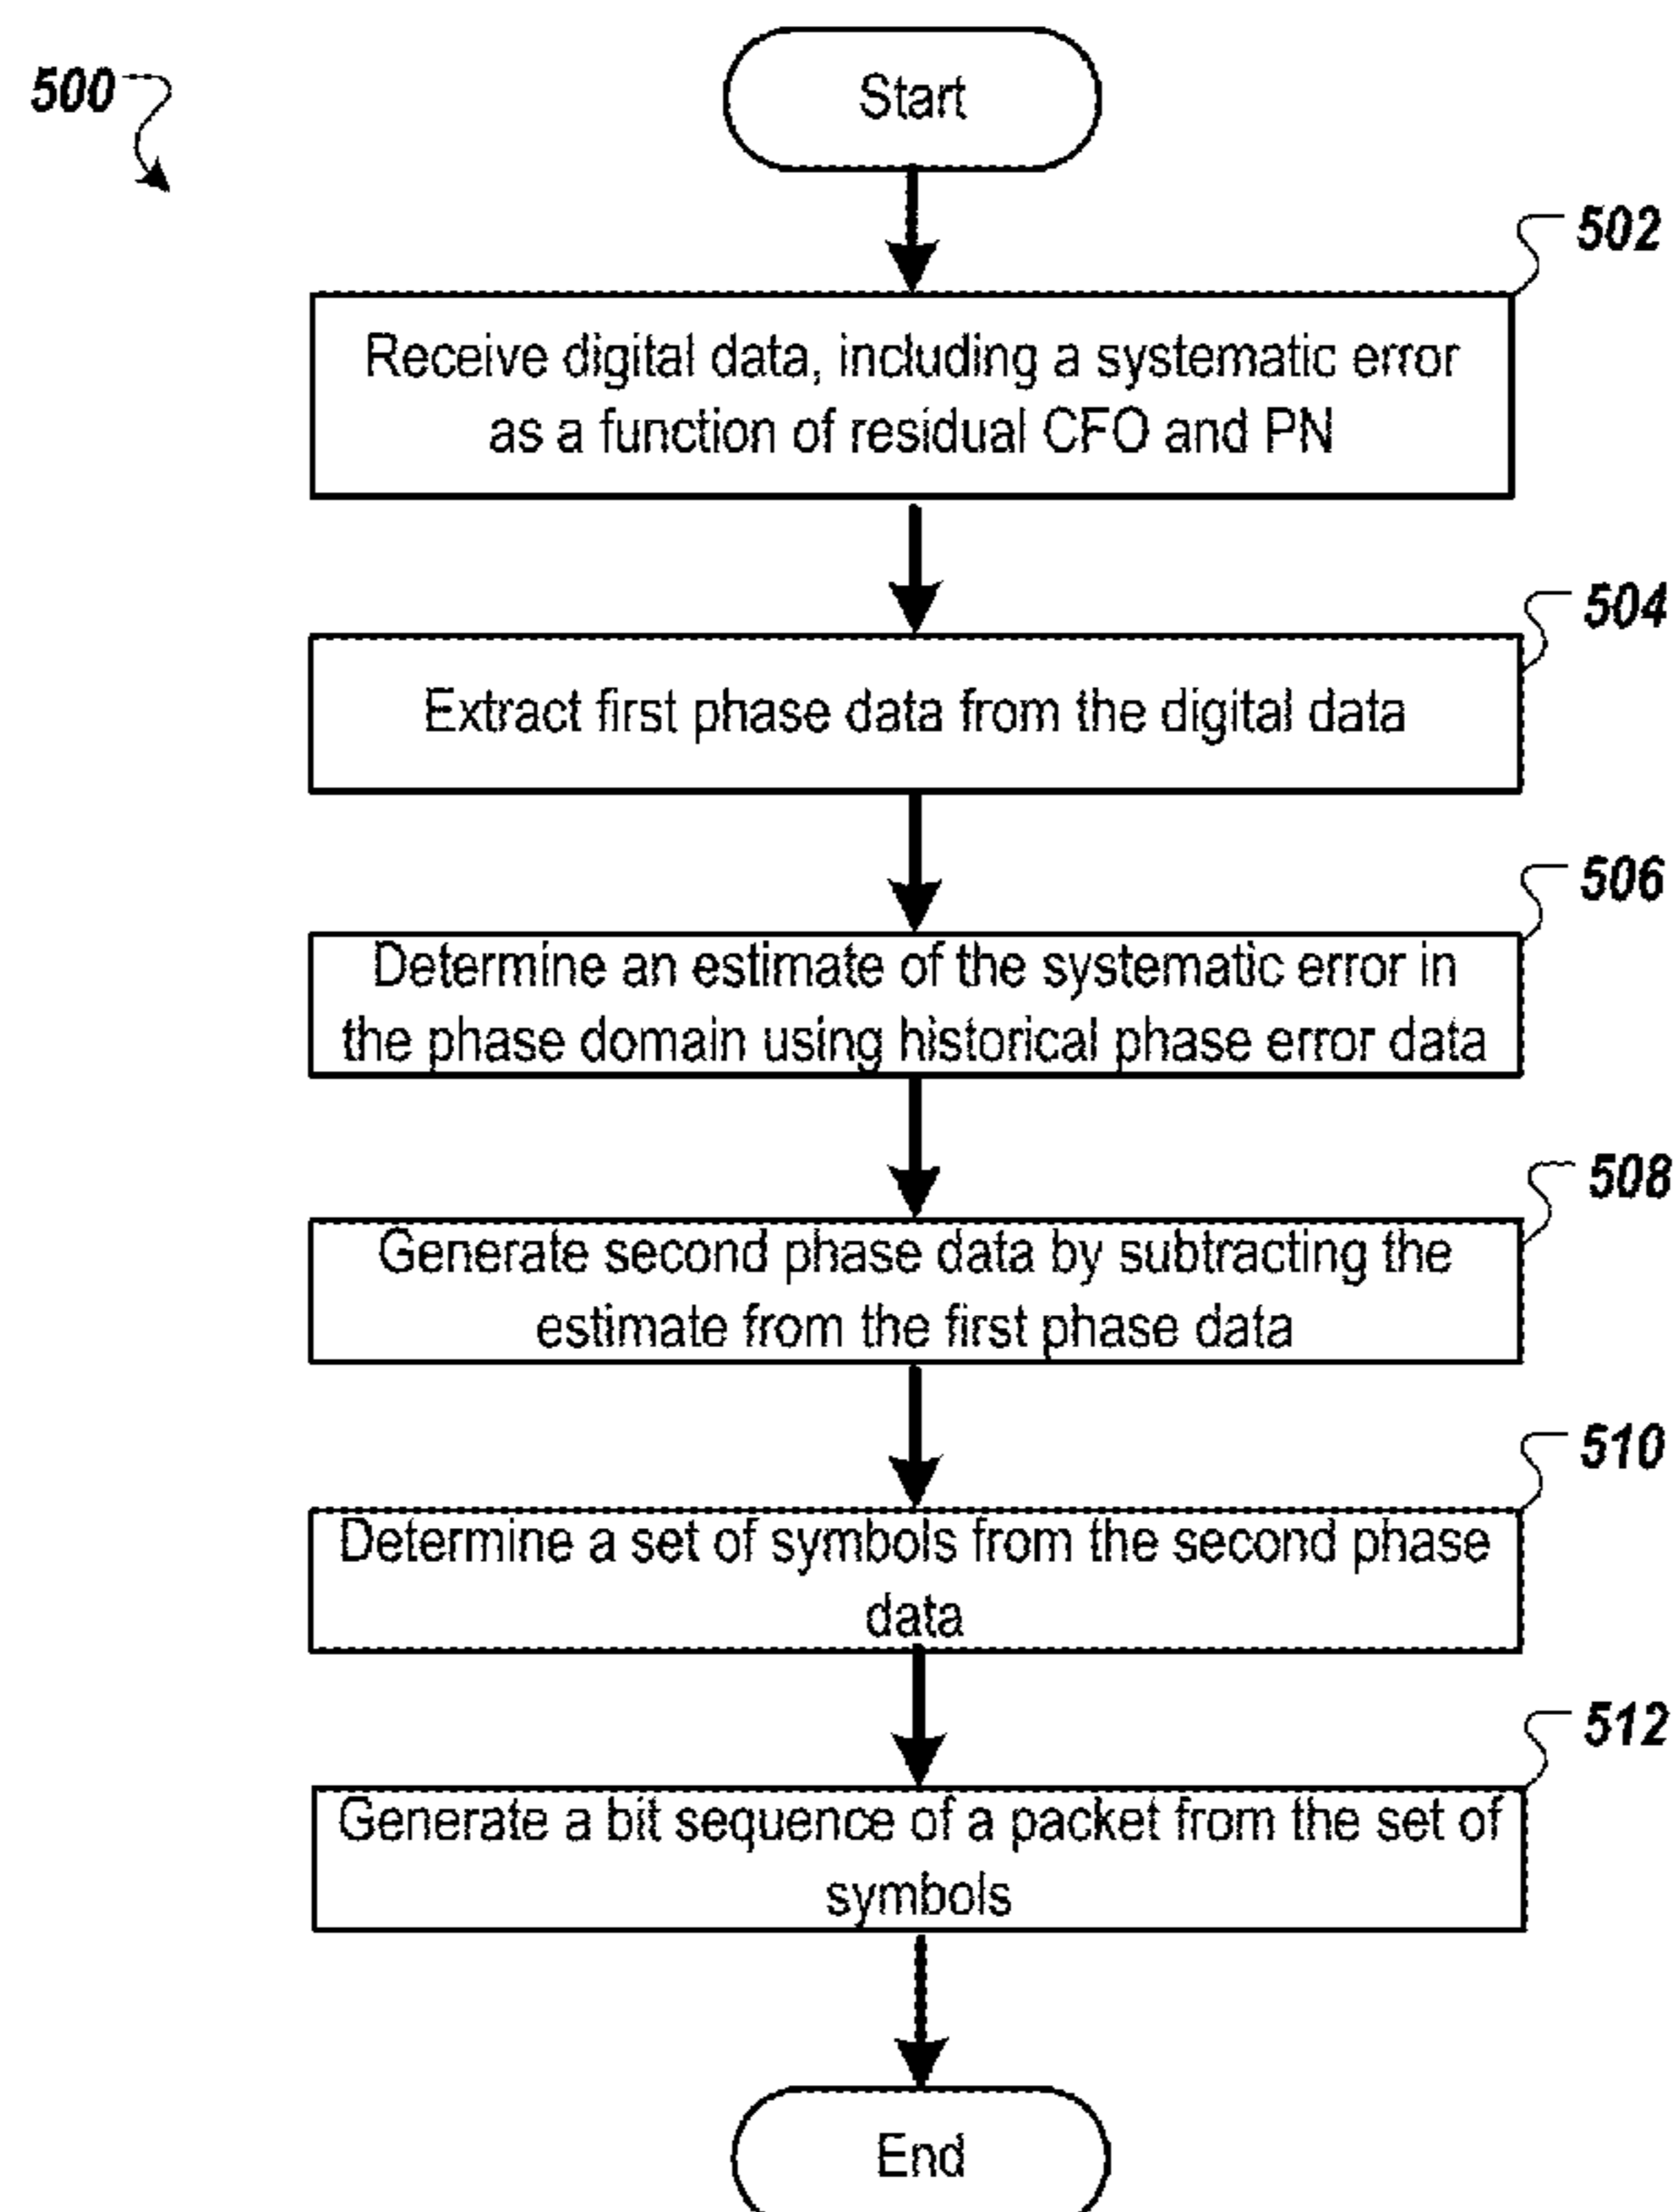 500
Start
502
Receive digital data, including a systematic error
as a function of residual CFO and PN
504
Extract first phase data from the digital data
506
Determine an estimate of the systematic error in
the phase domain using historical phase error data
508
Generate second phase data by subtracting the
estimate from the first phase data
510
Determine a set of symbols from the second phase
data
512
Generate a bit sequence of a packet from the set of
symbols
End